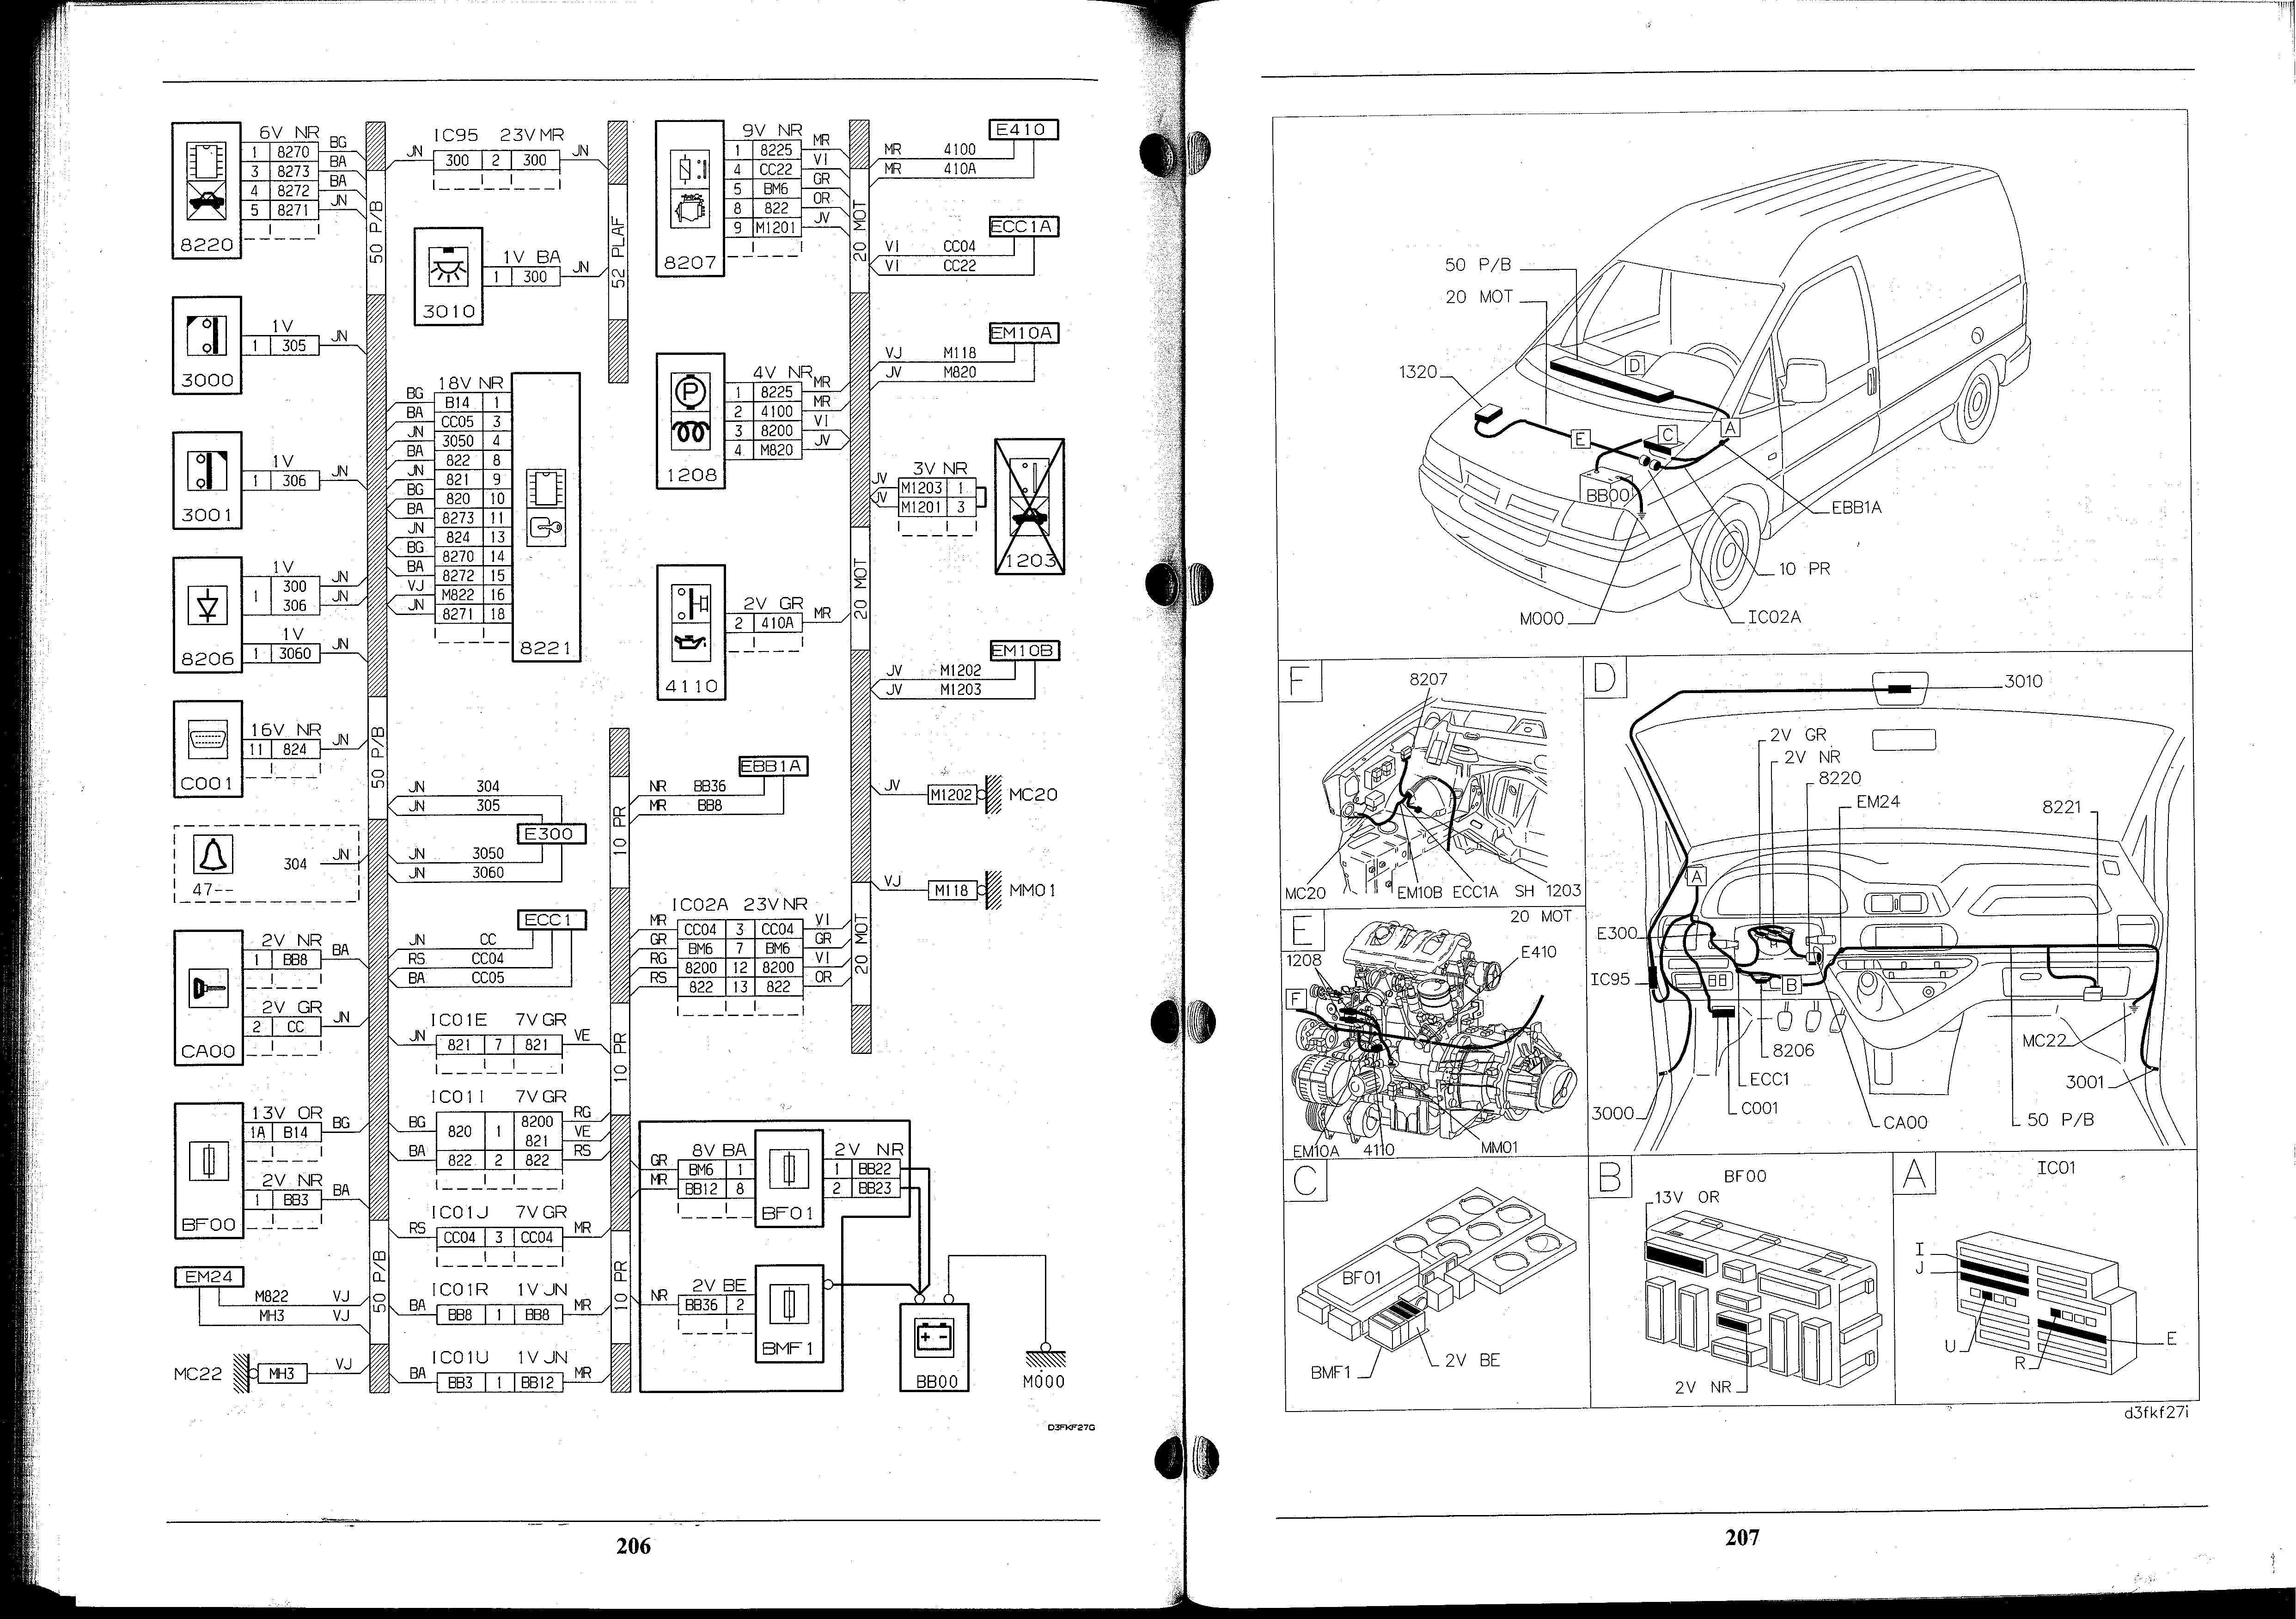 6V NR
1 8270 BG
3 8273 BA
4 8272 BA
5 8271 JN
8220
1V
1 305 JN
3000
1V
1 306 JN
3001
1V
300 JN
1
306 JN
1V
1 3060 JN
8206
16V NR
11 824 JN
C001
304 JN
47--
2V NR
1 BB8 BA
2V GR
2 CC JN
CA00
13V OR
1A B14 BG
2V NR
1 BB3 BA
BF00
EM24
M822 VJ
MH3 VJ
MC22 MH3 VJ
50 P/B
50 P/B
50 P/B
IC95 23V MR
JN 300 2 300 JN
1V BA
1 300 JN
3010
52 PLAF
18V NR
BG B14 1
BA CC05 3
JN 3050 4
BA 822 8
JN 821 9
BG 820 10
BA 8273 11
JN 824 13
BG 8270 14
BA 8272 15
VJ M822 16
JN 8271 18
8221
JN 304
JN 305
E300
JN 3050
JN 3060
ECC1
JN CC
RS CC04
BA CC05
IC01E 7V GR
JN 821 7 821 VE
IC01I 7V GR
BG 820 1 8200 RG
821 VE
BA 822 2 822 RS
IC01J 7V GR
RS CC04 3 CC04 MR
IC01R 1V JN
BA BB8 1 BB8 MR
IC01U 1V JN
BA BB3 1 BB12 MR
10 PR
10 PR
10 PR
9V NR
1 8225 MR
4 CC22 VI
5 BM6 GR
8 822 OR
9 M1201 JV
8207
4V NR
1 8225 MR
2 4100 MR
3 8200 VI
4 M820 JV
1208
2V GR
2 410A MR
4110
EBB1A
NR BB36
MR BB8
IC02A 23V NR
MR CC04 3 CC04 VI
GR BM6 7 BM6 GR
RG 8200 12 8200 VI
RS 822 13 822 OR
8V BA
GR BM6 1
MR BB12 8
BF01
2V NR
1 BB22
2 BB23
2V BE
NR BB36 2
BMF1
BB00
M000
20 MOT
20 MOT
20 MOT
E410
MR 4100
MR 410A
ECC1A
VI CC04
VI CC22
EM10A
VJ M118
JV M820
3V NR
JV M1203 1
JV M1201 3
1203
EM10B
JV M1202
JV M1203
JV M1202 MC20
VJ M118 MM01
D3FKF27G
206
50 P/B
20 MOT
1320
D
A
C
E
BB00
EBB1A
10 PR
M000
IC02A
F
8207
MC20
EM10B ECC1A SH 1203
E
20 MOT
1208
E410
F
EM10A 4110 MM01
D
3010
2V GR
2V NR
8220
EM24
8221
A
E300
IC95
B
MC22
8206
3001
ECC1
3000
C001
CA00
50 P/B
C
BF01
BMF1
2V BE
B
BF00
13V OR
2V NR
A
IC01
I
J
U
R
E
d3fkf27i
207